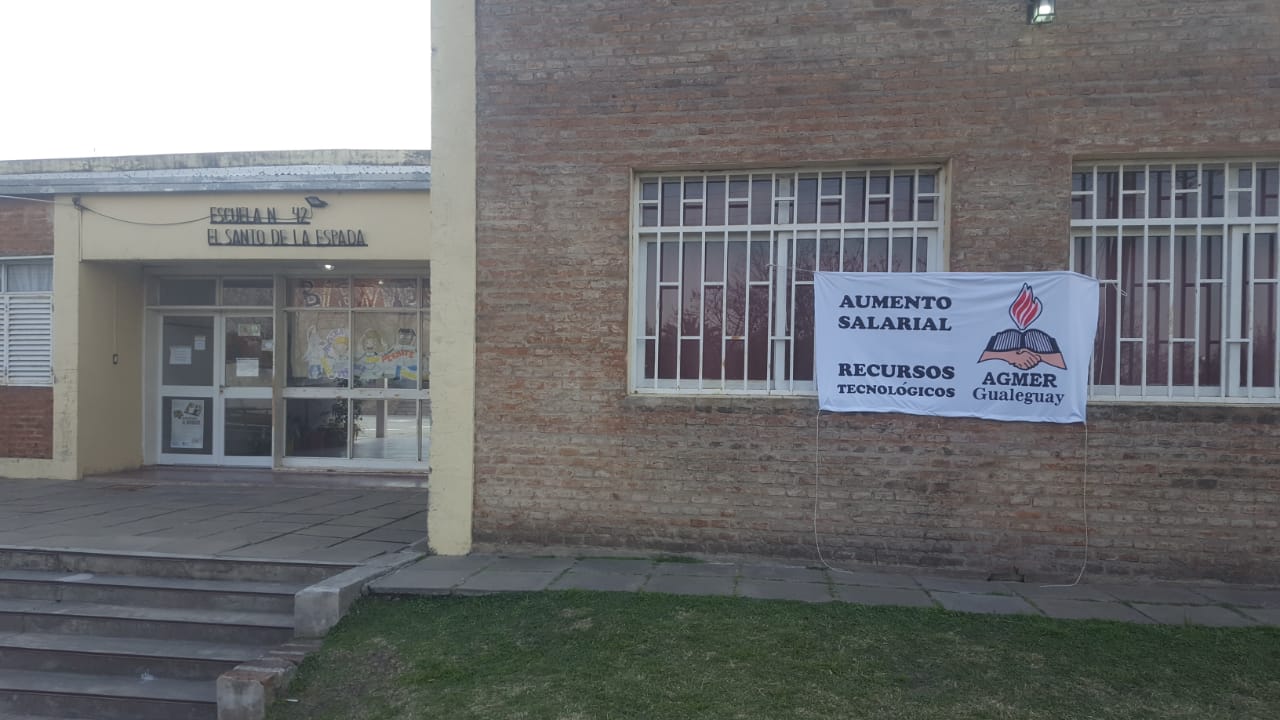 ESCUELA N 42
EL SANTO DE LA ESPADA
AUMENTO
SALARIAL
RECURSOS
TECNOLÓGICOS
AGMER
Gualeguay